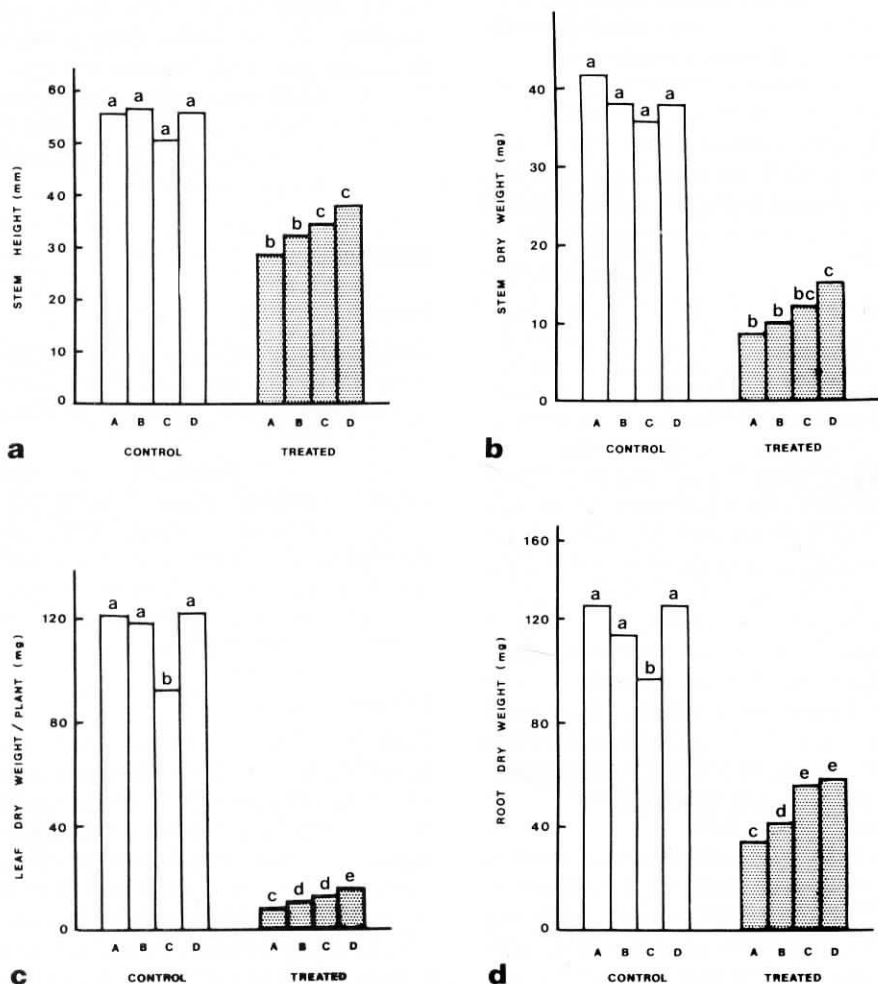 STEM HEIGHT (mm)
60
50
40
30
20
10
0
a
a
a
a
b
b
c
c
A B C D
A B C D
CONTROL
TREATED
a
STEM DRY WEIGHT (mg)
40
30
20
10
0
a
a
a
a
b
b
bc
c
A B C D
A B C D
CONTROL
TREATED
b
LEAF DRY WEIGHT/PLANT (mg)
120
80
40
0
a
a
b
a
c
d
d
e
A B C D
A B C D
CONTROL
TREATED
c
ROOT DRY WEIGHT (mg)
160
120
80
40
0
a
a
b
a
c
d
e
e
A B C D
A B C D
CONTROL
TREATED
d